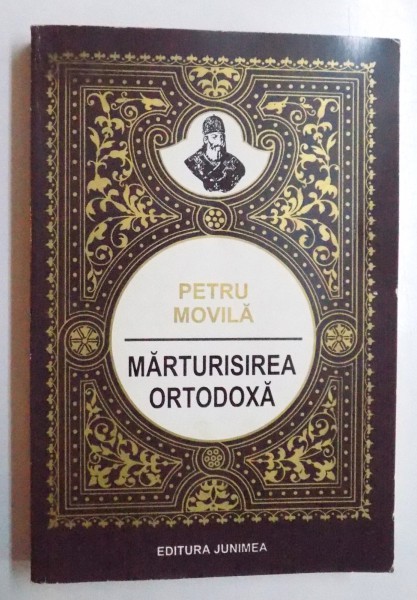 PETRU
MOVILĂ
MĂRTURISIREA
ORTODOXĂ
EDITURA JUNIMEA